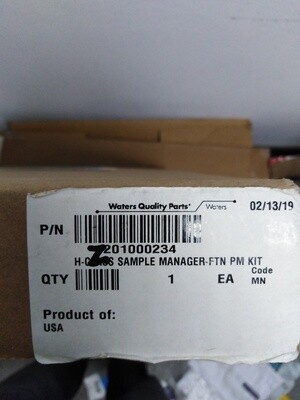 Waters Quality Parts Waters 02/13/19
P/N
201000234
Z SAMPLE MANAGER-FTN PM KIT
QTY 1 EA Code
MN
Product of:
USA